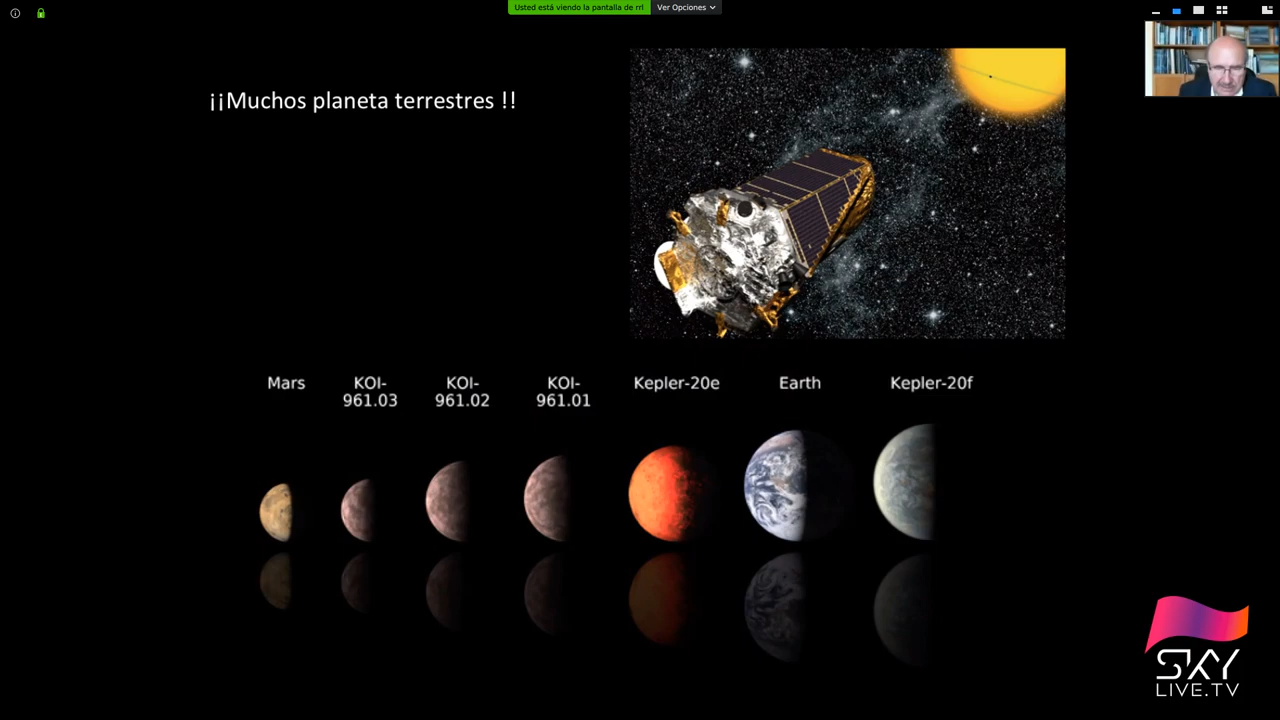 Usted está viendo la pantalla de rrl
Ver Opciones
¡¡Muchos planeta terrestres !!
Mars
KOI-
961.03
KOI-
961.02
KOI-
961.01
Kepler-20e
Earth
Kepler-20f
SKY
LIVE.TV